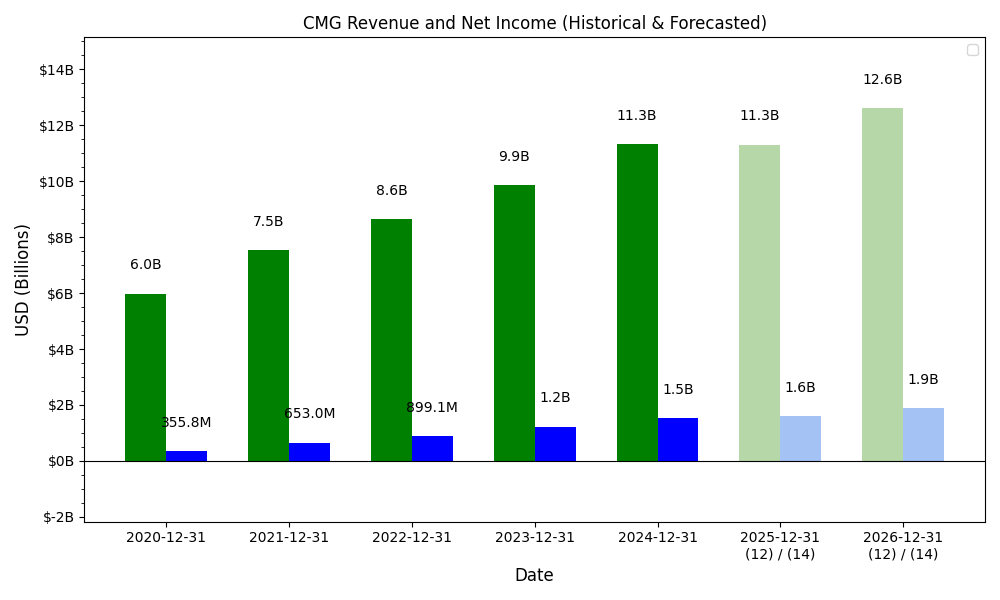 CMG Revenue and Net Income (Historical & Forecasted)
USD (Billions)
$14B
$12B
$10B
$8B
$6B
$4B
$2B
$0B
$-2B
6.0B
355.8M
7.5B
653.0M
8.6B
899.1M
9.9B
1.2B
11.3B
1.5B
11.3B
1.6B
12.6B
1.9B
2020-12-31
2021-12-31
2022-12-31
2023-12-31
2024-12-31
2025-12-31
(12) / (14)
2026-12-31
(12) / (14)
Date